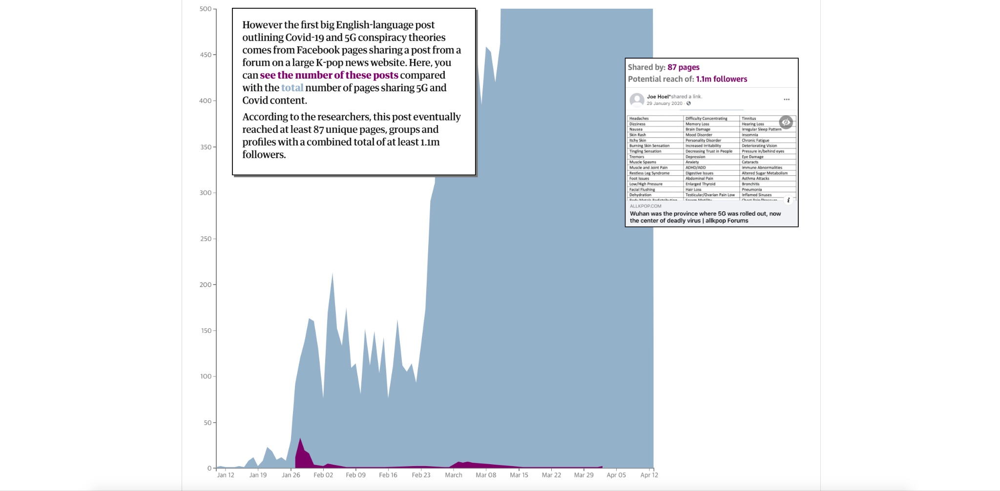 500
450
400
350
300
250
200
150
100
50
0
However the first big English-language post
outlining Covid-19 and 5G conspiracy theories
comes from Facebook pages sharing a post from a
forum on a large K-pop news website. Here, you
can see the number of these posts compared
with the total number of pages sharing 5G and
Covid content.
According to the researchers, this post eventually
reached at least 87 unique pages, groups and
profiles with a combined total of at least 1.1m
followers.
Shared by: 87 pages
Potential reach of: 1.1m followers
Joe Hoel*shared a link.
29 January 2020 ·
Headaches Difficulty Concentrating Tinnitus
Dizziness Memory Loss Hearing Loss
Nausea Brain Damage Irregular Sleep Pattern
Skin Rash Mood Disorder Insomnia
Itchy Skin Personality Disorder Chronic Fatigue
Burning Skin Sensation Increased Irritability Deteriorating Vision
Tingling Sensation Decreasing Trust in People Pressure in/behind eyes
Tremors Depression Eye Damage
Muscle Spasms Anxiety Cataracts
Muscle and Joint Pain ADHD/ADD Immune Abnormalities
Restless Leg Syndrome Digestive Issues Altered Sugar Metabolism
Foot Issues Abdominal Pain Asthma Attacks
Low/High Pressure Enlarged Thyroid Bronchitis
Facial Flushing Hair Loss Pneumonia
Dehydration Testicular/Ovarian Pain Low Inflamed Sinuses
Body Metals Redistribution Sperm Motility Chest Pain/Pressure
ALLKPOP.COM
Wuhan was the province where 5G was rolled out, now
the center of deadly virus | allkpop Forums
Jan 12 Jan 19 Jan 26 Feb 02 Feb 09 Feb 16 Feb 23 March Mar 08 Mar 15 Mar 22 Mar 29 Apr 05 Apr 12